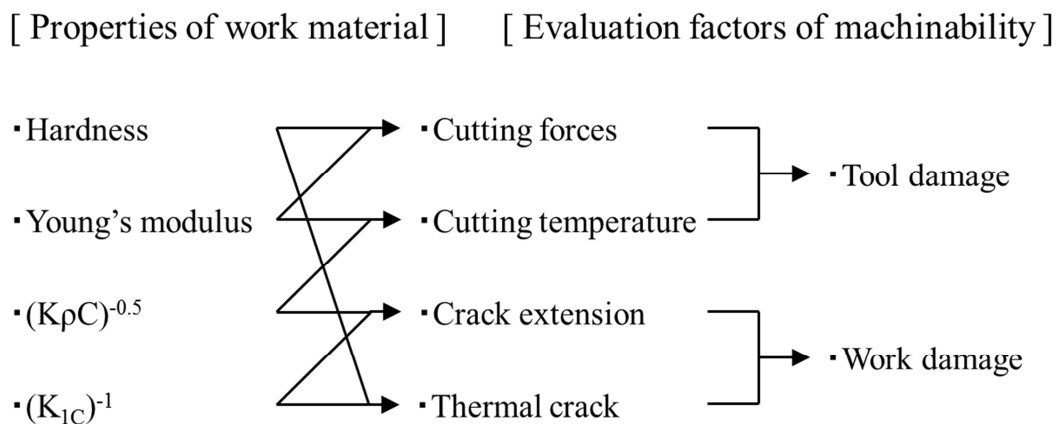 [ Properties of work material ] [ Evaluation factors of machinability ]
▪Hardness
▪Cutting forces
▪Tool damage
▪Young’s modulus
▪Cutting temperature
▪(KρC)-0.5
▪Crack extension
▪Work damage
▪(K1C)-1
▪Thermal crack